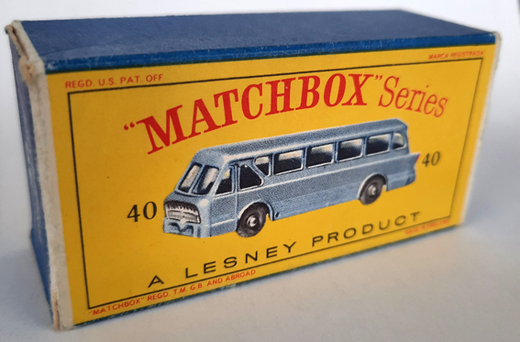 REGD. U.S. PAT. OFF
MARCA REGISTRADA
"MATCHBOX" Series
40
40
A LESNEY PRODUCT
"MATCHBOX" REGD. T.M. G.B. AND ABROAD